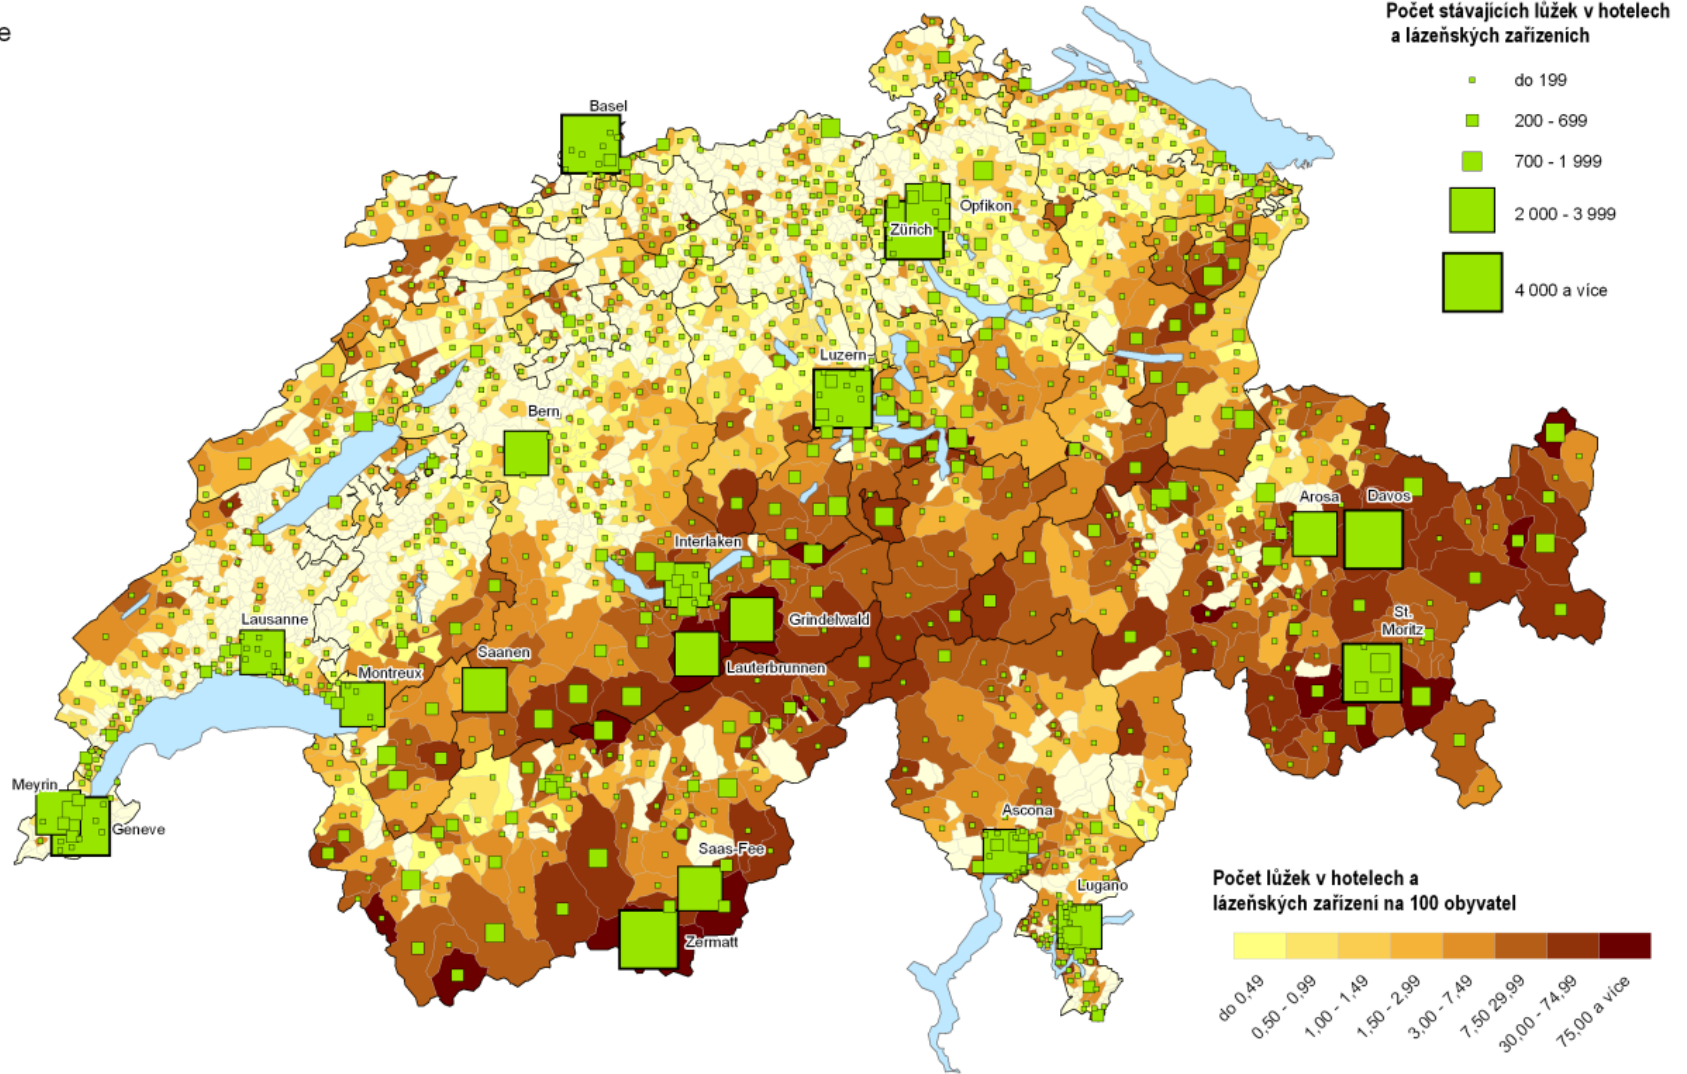 e
Počet stávajících lůžek v hotelech
a lázeňských zařízeních
do 199
200 - 699
700 - 1 999
2 000 - 3 999
4 000 a více
Basel
Opfikon
Zürich
Luzern
Bern
Arosa
Davos
Interlaken
Lausanne
Grindelwald
St.
Moritz
Saanen
Lauterbrunnen
Montreux
Meyrin
Geneve
Ascona
Saas-Fee
Lugano
Zermatt
Počet lůžek v hotelech a
lázeňských zařízení na 100 obyvatel
do 0,49
0,50 - 0,99
1,00 - 1,49
1,50 - 2,99
3,00 - 7,49
7,50 29,99
30,00 - 74,99
75,00 a více